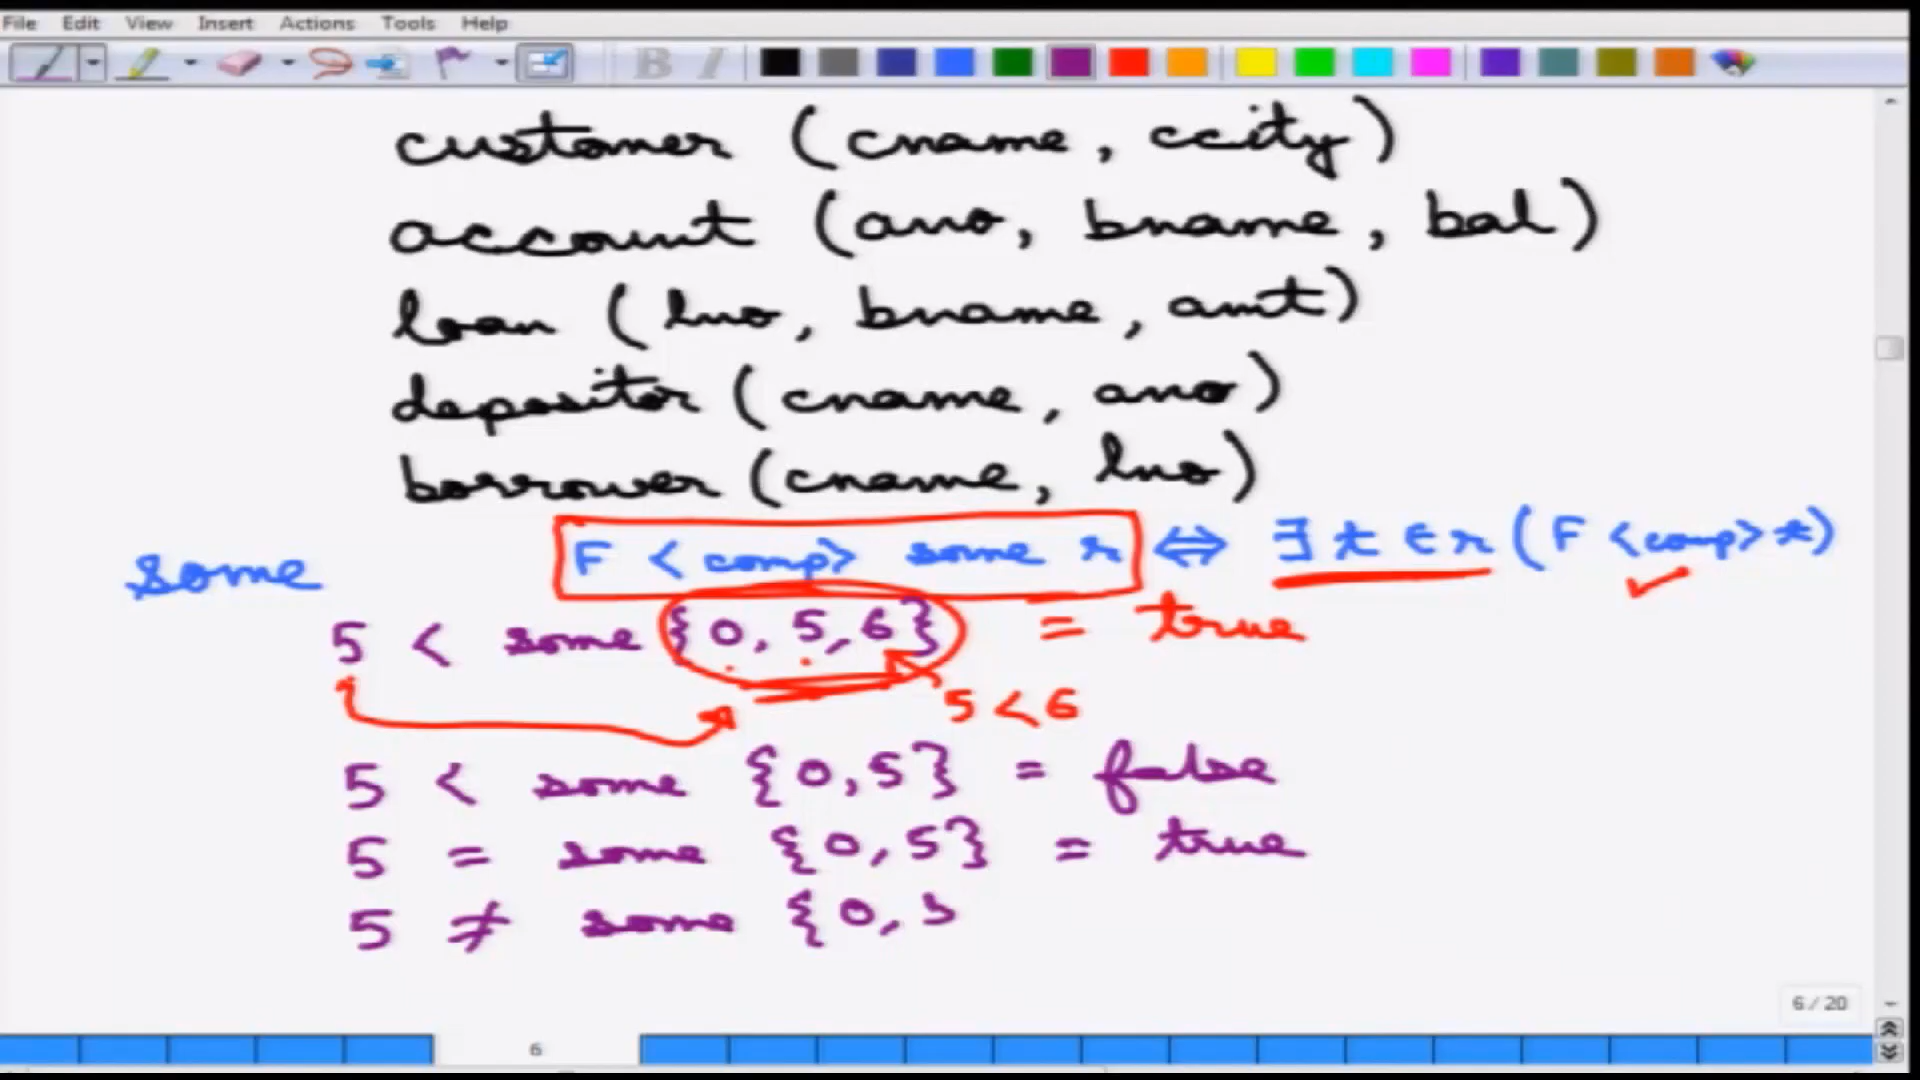 File Edit View Insert Actions Tools Help
B I
customer (cname, ccity)
account (ano, bname, bal)
loan (lno, bname, amt)
depositor (cname, ano)
borrower (cname, lno)
some F <comp> some r ⇔ ∃ t ∈ r (F <comp> t)
5 < some {0, 5, 6} = true
5 < 6
5 < some {0, 5} = false
5 = some {0, 5} = true
5 ≠ some {0, 5
6 / 20
6